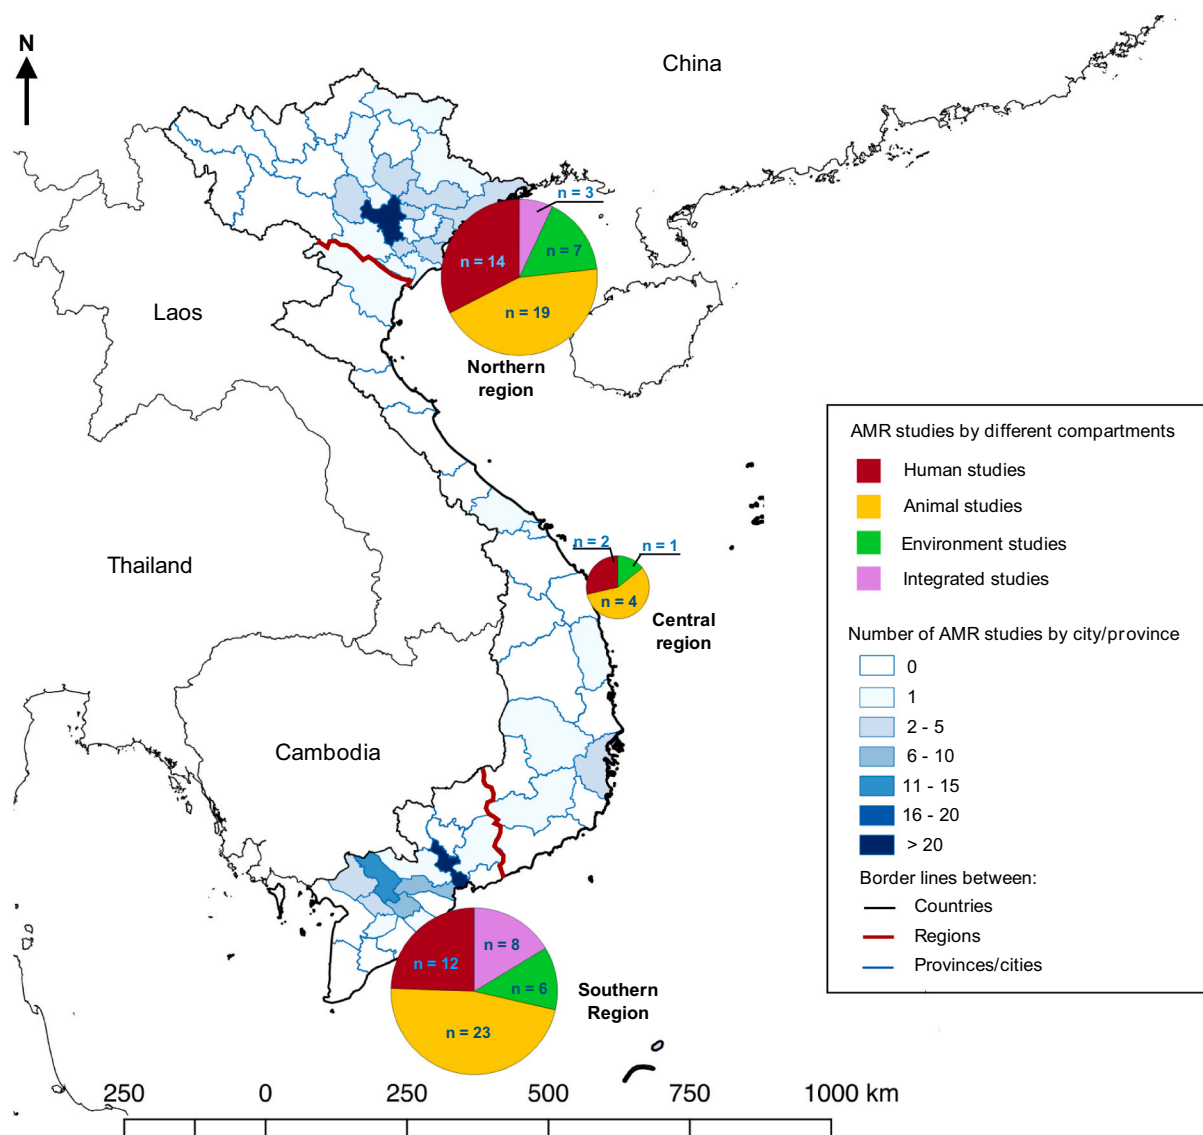 N
China
n = 3
n = 7
n = 14
n = 19
Northern
region
Laos
Thailand
n = 2
n = 1
n = 4
Central
region
Cambodia
n = 8
n = 12
n = 6
n = 23
Southern
Region
AMR studies by different compartments
Human studies
Animal studies
Environment studies
Integrated studies
Number of AMR studies by city/province
0
1
2 - 5
6 - 10
11 - 15
16 - 20
> 20
Border lines between:
Countries
Regions
Provinces/cities
250 0 250 500 750 1000 km